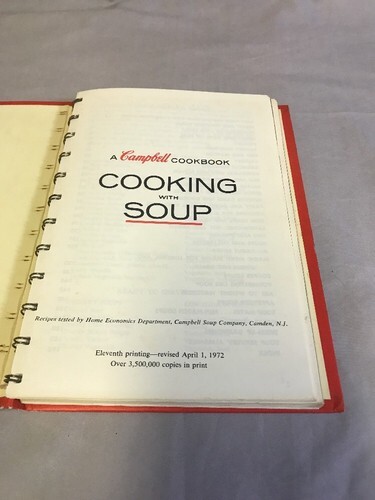 A Campbell COOKBOOK
COOKING
WITH
SOUP
Recipes tested by Home Economics Department, Campbell Soup Company, Camden, N.J.
Eleventh printing—revised April 1, 1972
Over 3,500,000 copies in print